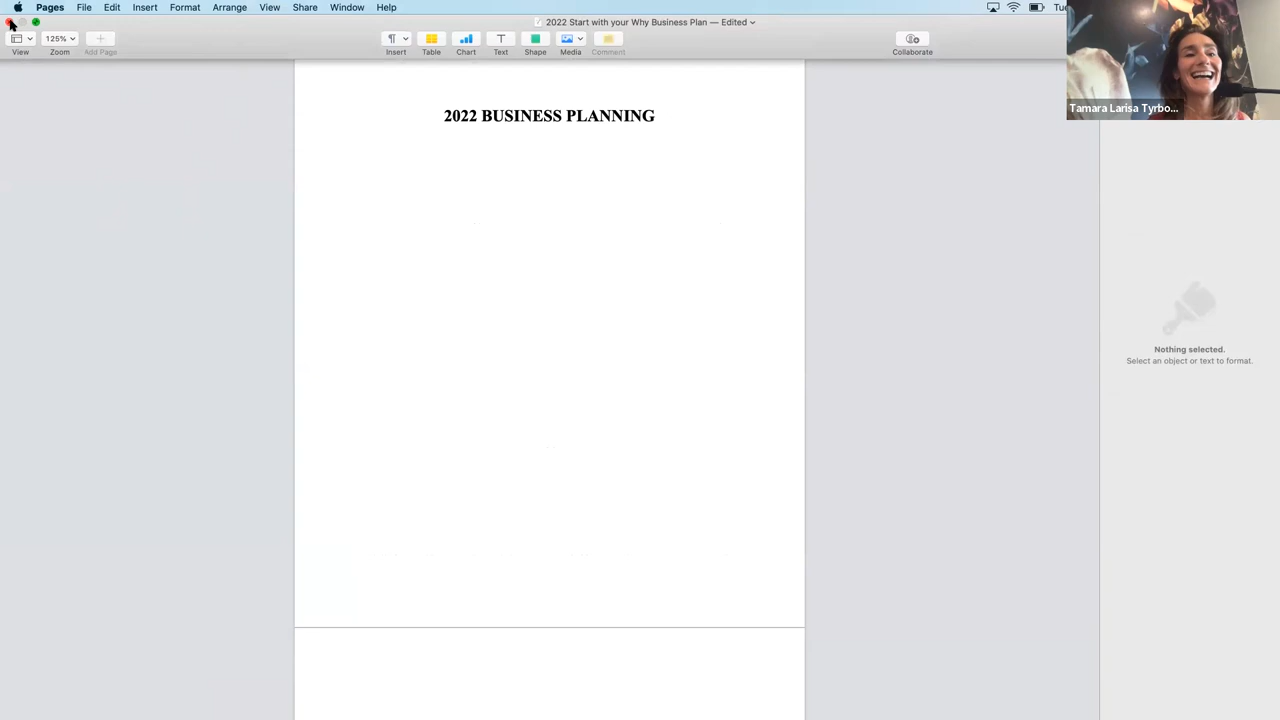 Pages File Edit Insert Format Arrange View Share Window Help
2022 Start with your Why Business Plan — Edited
125%
View Zoom Add Page Insert Table Chart Text Shape Media Comment Collaborate
Tamara Larisa Tyrbo...
2022 BUSINESS PLANNING
Nothing selected.
Select an object or text to format.